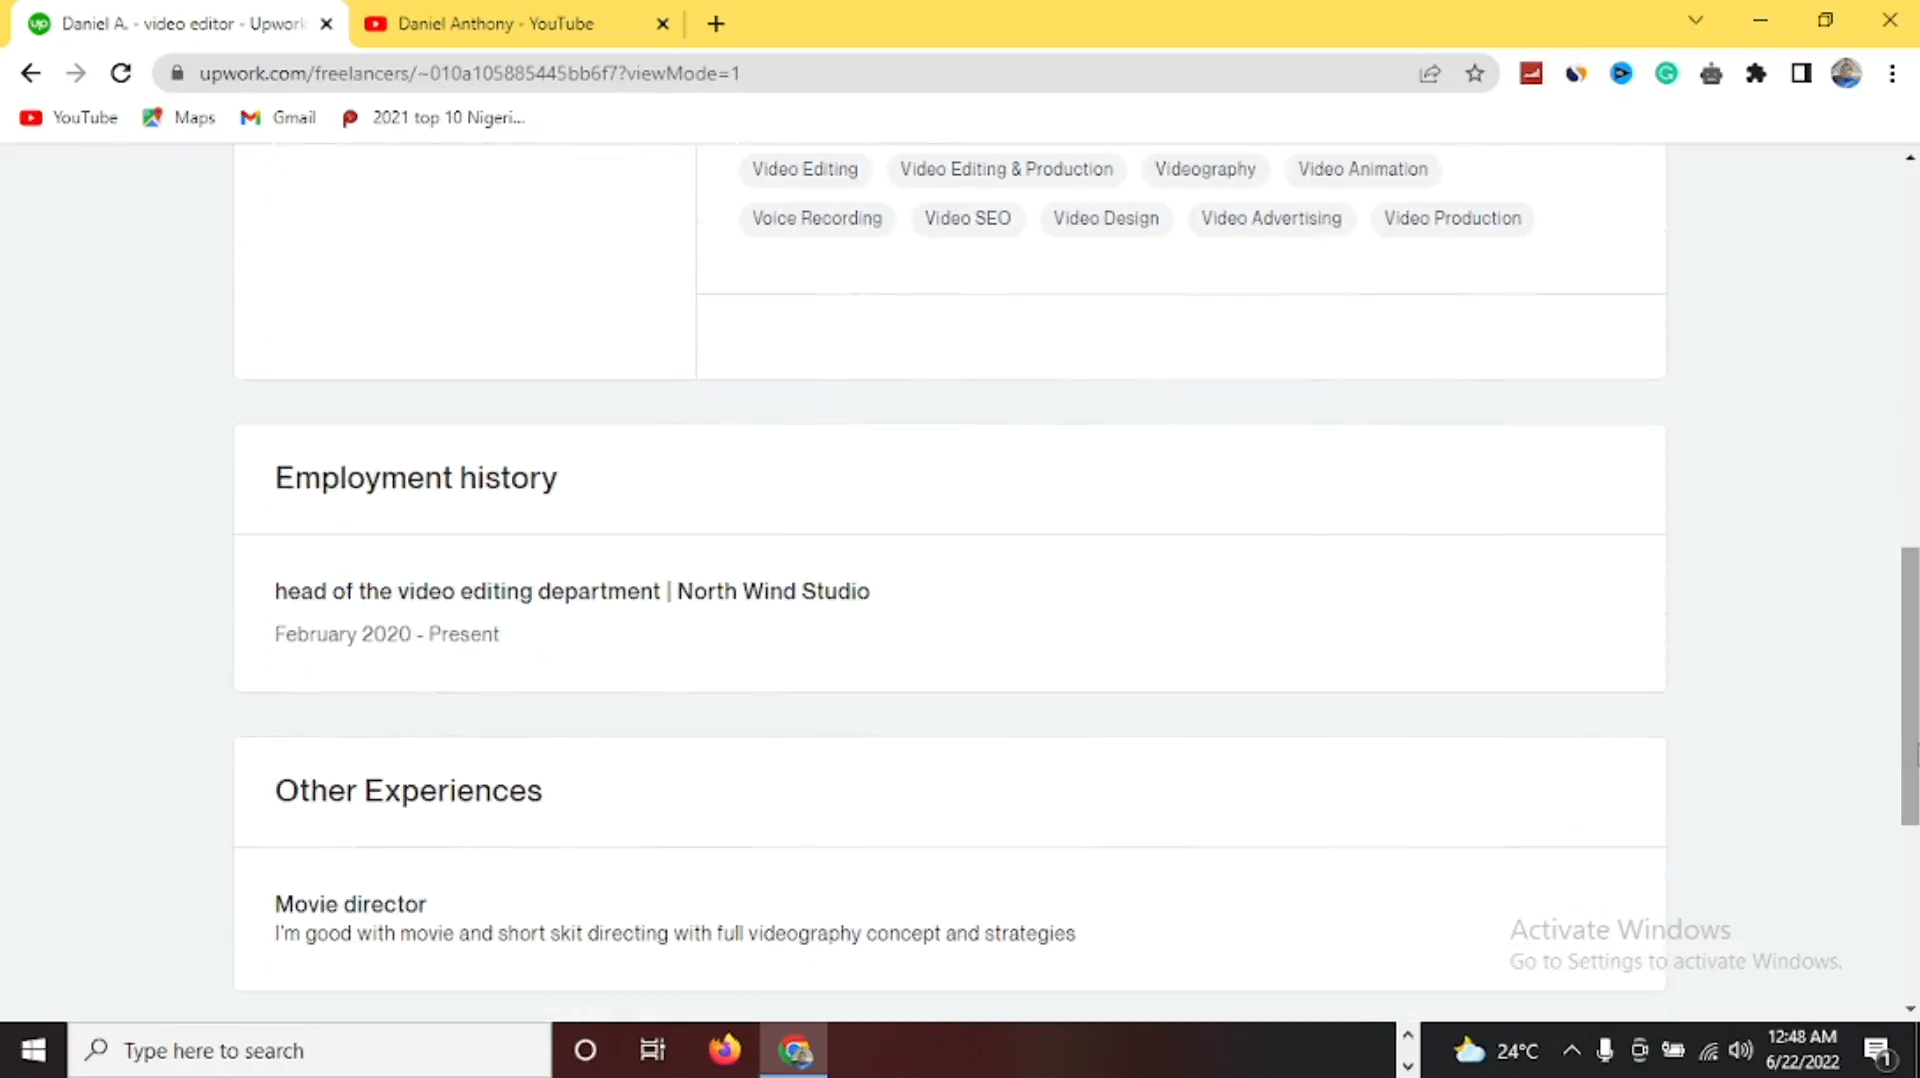 Daniel A. - video editor - Upwork
Daniel Anthony - YouTube
upwork.com/freelancers/~010a105885445bb6f7?viewMode=1
YouTube
Maps
Gmail
2021 top 10 Nigeri...
Video Editing
Video Editing & Production
Videography
Video Animation
Voice Recording
Video SEO
Video Design
Video Advertising
Video Production
Employment history
head of the video editing department | North Wind Studio
February 2020 - Present
Other Experiences
Movie director
I'm good with movie and short skit directing with full videography concept and strategies
Activate Windows
Go to Settings to activate Windows.
Type here to search
24°C
12:48 AM
6/22/2022
1